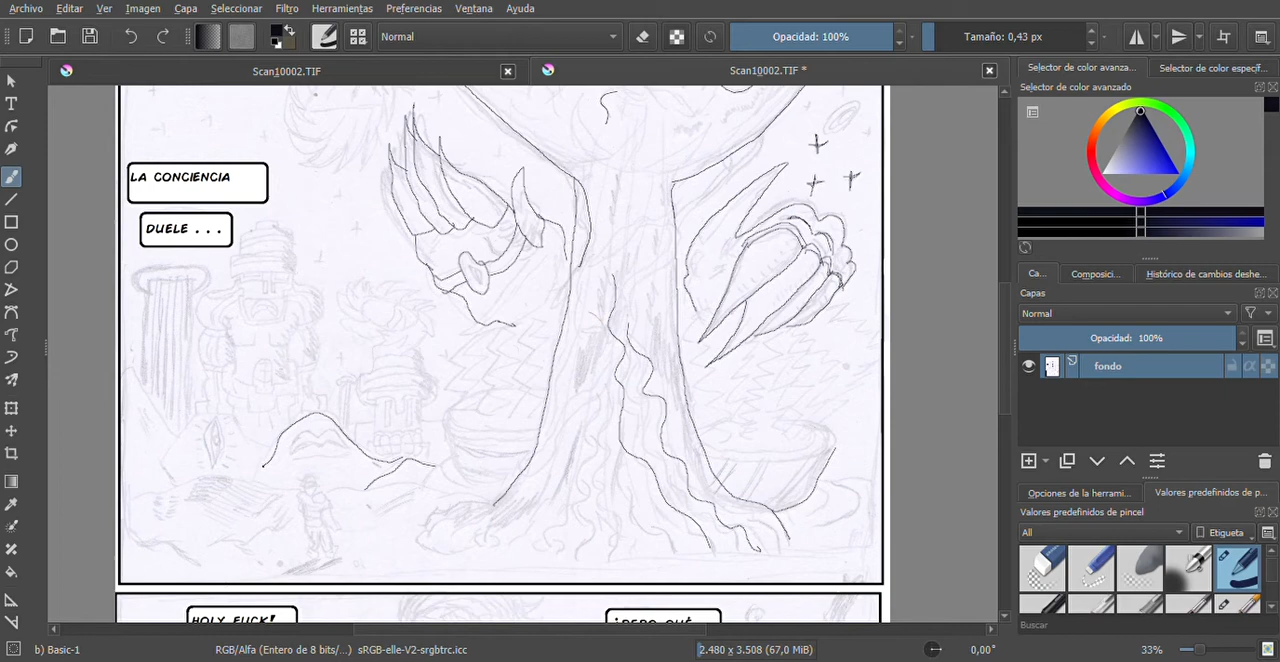 Archivo Editar Ver Imagen Capa Seleccionar Filtro Herramientas Preferencias Ventana Ayuda
Normal Opacidad: 100% Tamaño: 0,43 px
Scan10002.TIF Scan10002.TIF *
Selector de color avanza... Selector de color específ...
Selector de color avanzado
LA CONCIENCIA
DUELE . . .
Ca... Composici... Histórico de cambios deshe...
Capas
Normal
Opacidad: 100%
fondo
Opciones de la herrami... Valores predefinidos de p...
Valores predefinidos de pincel
All Etiqueta
HOLY FUCK!
¡PERO QUÉ
Buscar
b) Basic-1 RGB/Alfa (Entero de 8 bits/...) sRGB-elle-V2-srgbtrc.icc 2.480 x 3.508 (67,0 MiB) 0,00° 33%